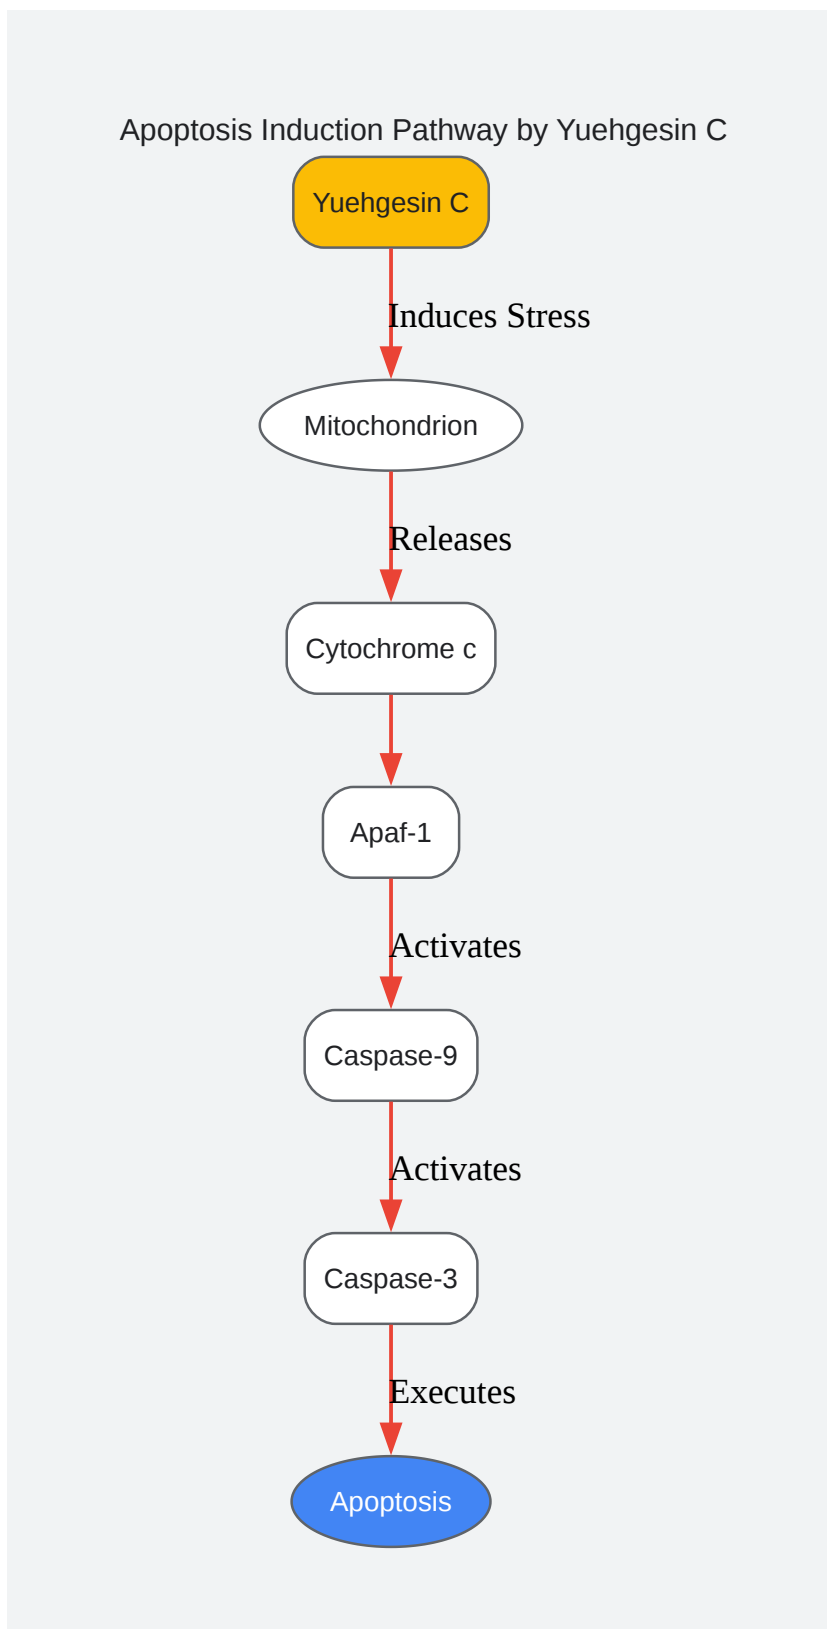 Apoptosis Induction Pathway by Yuehgesin C
Yuehgesin C
Induces Stress
Mitochondrion
Releases
Cytochrome c
Apaf-1
Activates
Caspase-9
Activates
Caspase-3
Executes
Apoptosis